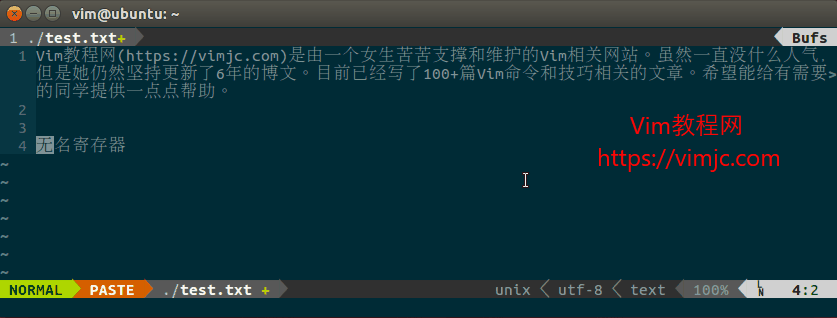 vim@ubuntu: ~
1 ./test.txt+ Bufs
1 Vim教程网(https://vimjc.com)是由一个女生苦苦支撑和维护的Vim相关网站。虽然一直没什么人气,
但是她仍然坚持更新了6年的博文。目前已经写了100+篇Vim命令和技巧相关的文章。希望能给有需要>
的同学提供一点点帮助。
2
3
4 无名寄存器
~
~
~
~
~
~
~
Vim教程网
https://vimjc.com
NORMAL PASTE ./test.txt + unix utf-8 text 100% LN 4:2